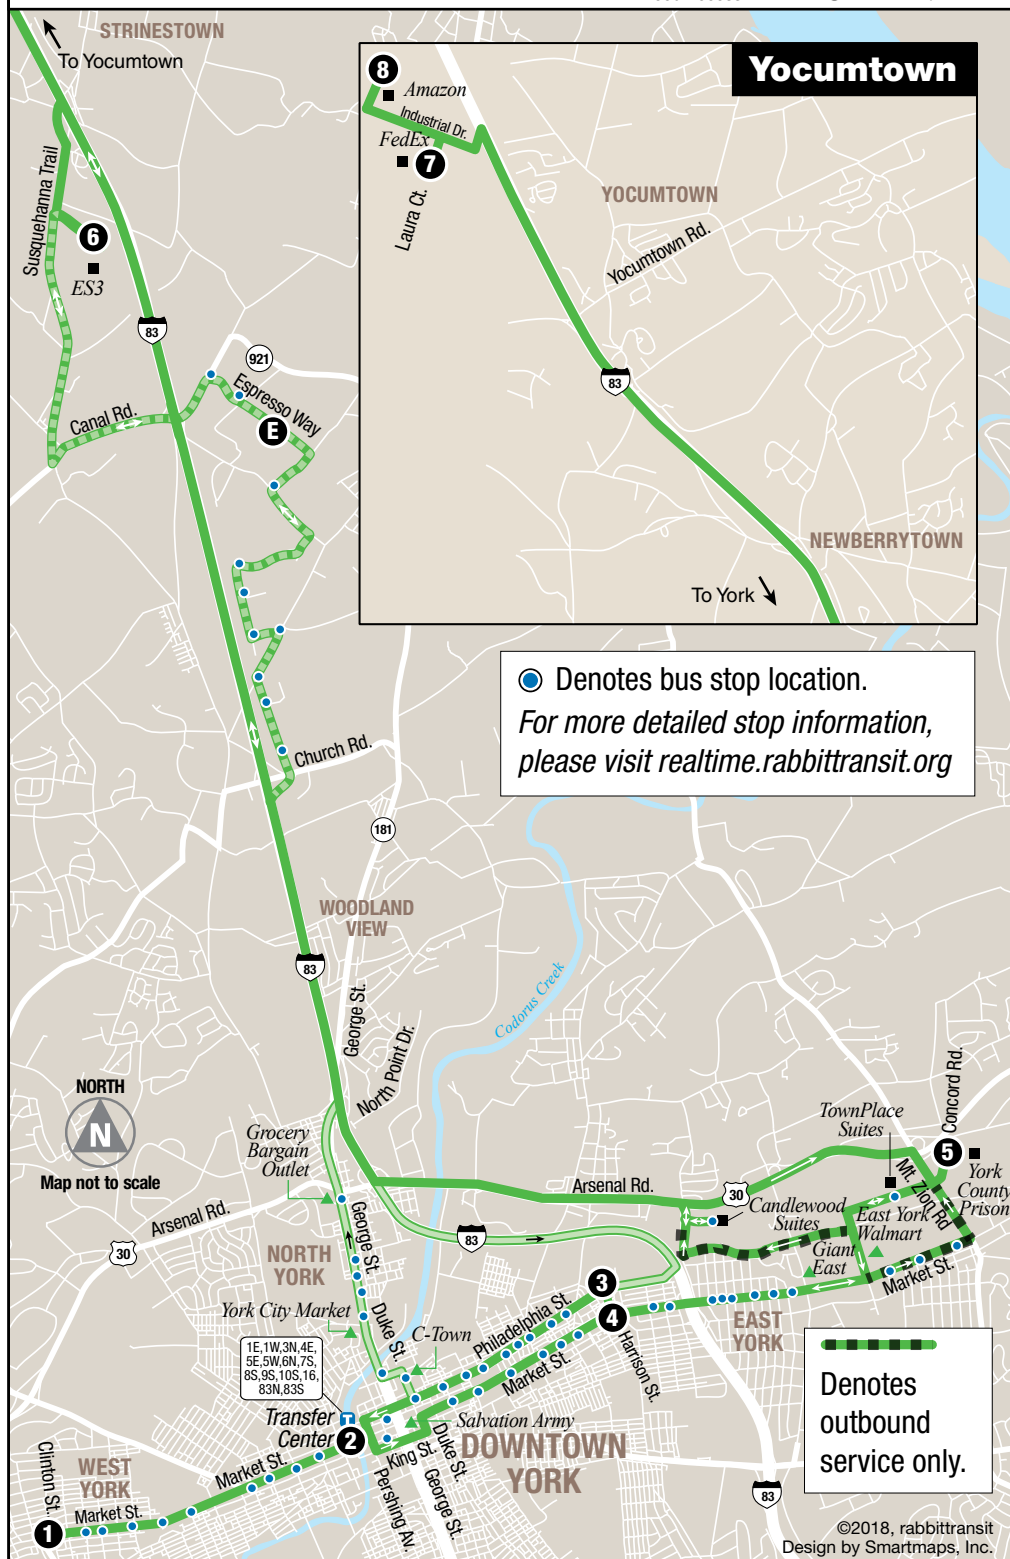 STRINESTOWN
To Yocumtown
Yocumtown
8
Amazon
Industrial Dr.
FedEx
7
Laura Ct.
YOCUMTOWN
Yocumtown Rd.
83
NEWBERRYTOWN
To York
Susquehanna Trail
6
ES3
83
921
Espresso Way
E
Canal Rd.
Denotes bus stop location.
For more detailed stop information,
please visit realtime.rabbittransit.org
Church Rd.
181
WOODLAND
VIEW
83
George St.
North Point Dr.
Codorus Creek
NORTH
N
Map not to scale
Grocery
Bargain
Outlet
Arsenal Rd.
30
Arsenal Rd.
30
TownPlace
Suites
Concord Rd.
5
York
County
Prison
Mt. Zion Rd
Candlewood
Suites
East York
Walmart
Giant
East
Market St.
83
George St.
NORTH
YORK
York City Market
Duke St.
C-Town
Philadelphia St.
3
4
Market St.
Harrison St.
EAST
YORK
1E,1W,3N,4E,
5E,5W,6N,7S,
8S,9S,10S,16,
83N,83S
T
Transfer
Center
2
Salvation Army
King St.
Duke St.
DOWNTOWN
YORK
George St.
Pershing Av.
Market St.
WEST
YORK
Clinton St.
Market St.
1
83
Denotes
outbound
service only.
©2018, rabbittransit
Design by Smartmaps, Inc.